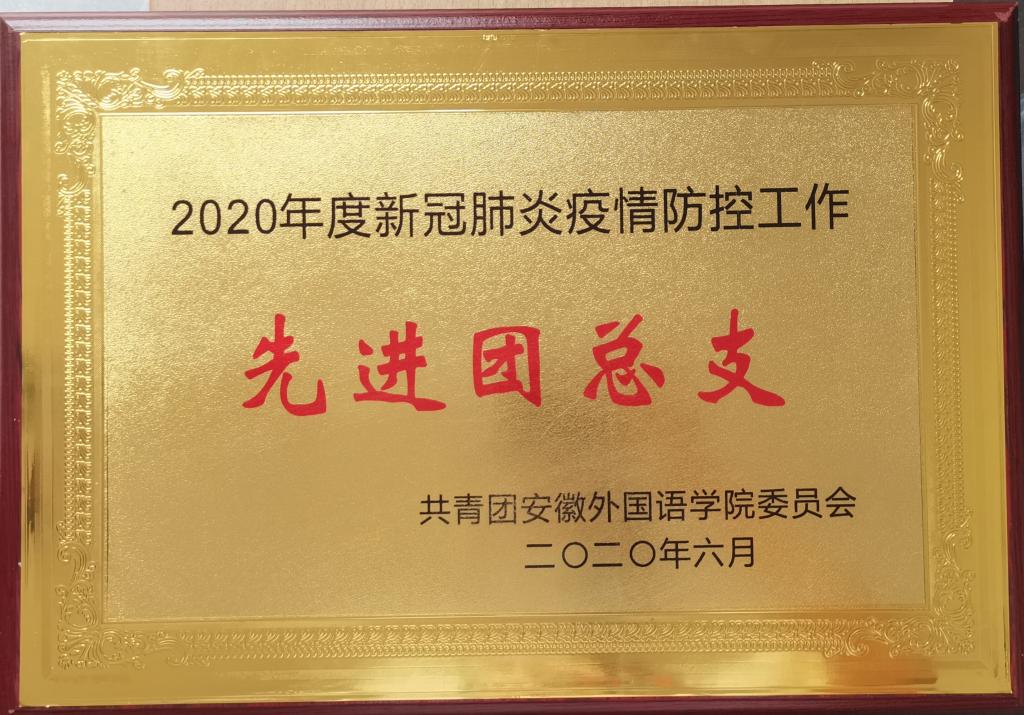 2020年度新冠肺炎疫情防控工作
先进团总支
共青团安徽外国语学院委员会
二〇二〇年六月